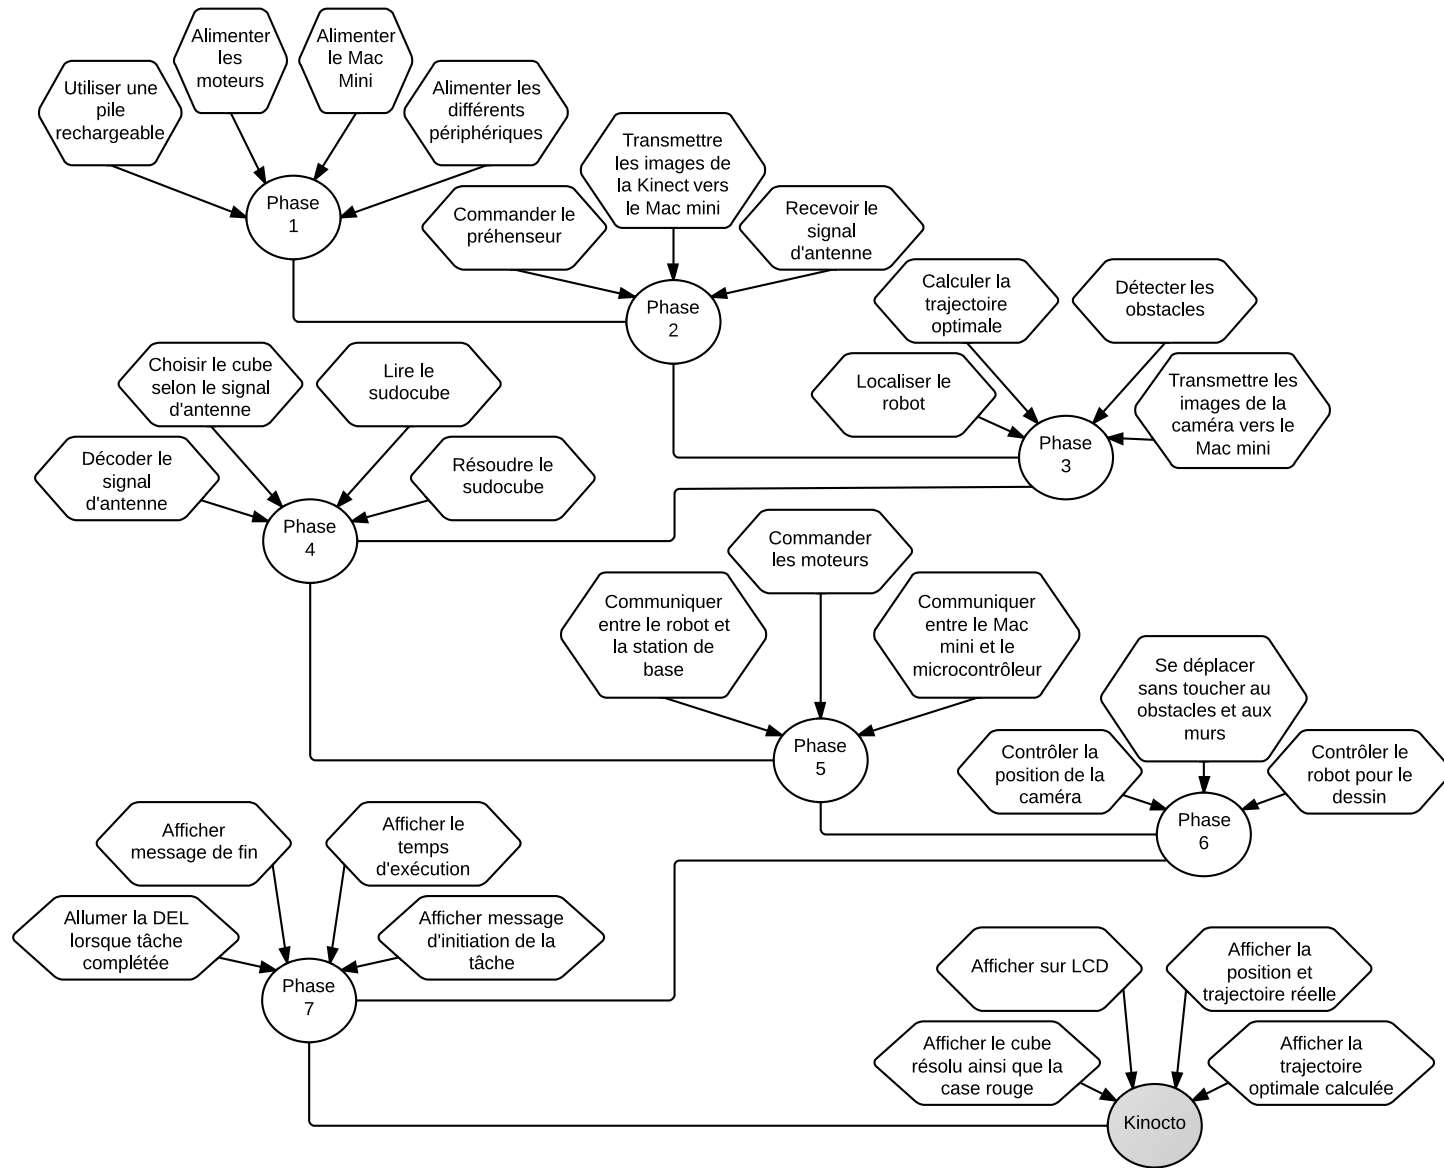 Utiliser une
pile
rechargeable
Alimenter
les
moteurs
Alimenter
le Mac
Mini
Alimenter les
différents
périphériques
Phase
1
Commander le
préhenseur
Transmettre
les images de
la Kinect vers
le Mac mini
Recevoir le
signal
d'antenne
Phase
2
Calculer la
trajectoire
optimale
Détecter les
obstacles
Localiser le
robot
Transmettre les
images de la
caméra vers le
Mac mini
Phase
3
Choisir le cube
selon le signal
d'antenne
Lire le
sudocube
Décoder le
signal
d'antenne
Résoudre le
sudocube
Phase
4
Commander
les moteurs
Communiquer
entre le robot et
la station de
base
Communiquer
entre le Mac
mini et le
microcontrôleur
Phase
5
Se déplacer
sans toucher au
obstacles et aux
murs
Contrôler la
position de la
caméra
Contrôler le
robot pour le
dessin
Phase
6
Afficher
message de fin
Afficher le
temps
d'exécution
Allumer la DEL
lorsque tâche
complétée
Afficher message
d'initiation de la
tâche
Phase
7
Afficher sur LCD
Afficher la
position et
trajectoire réelle
Afficher le cube
résolu ainsi que la
case rouge
Afficher la
trajectoire
optimale calculée
Kinocto